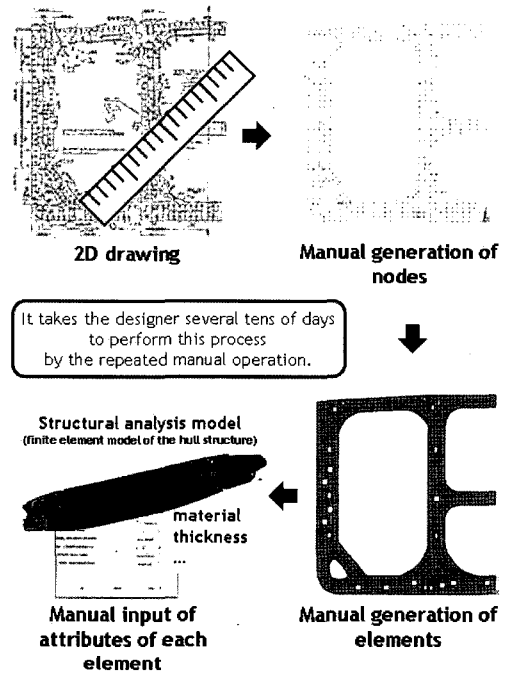 2D drawing
Manual generation of
nodes
It takes the designer several tens of days
to perform this process
by the repeated manual operation.
Structural analysis model
(finite element model of the hull structure)
material
thickness
...
Manual input of
attributes of each
element
Manual generation of
elements